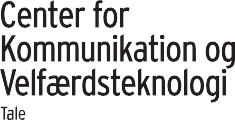 Center for
Kommunikation og
Velfærdsteknologi
Tale